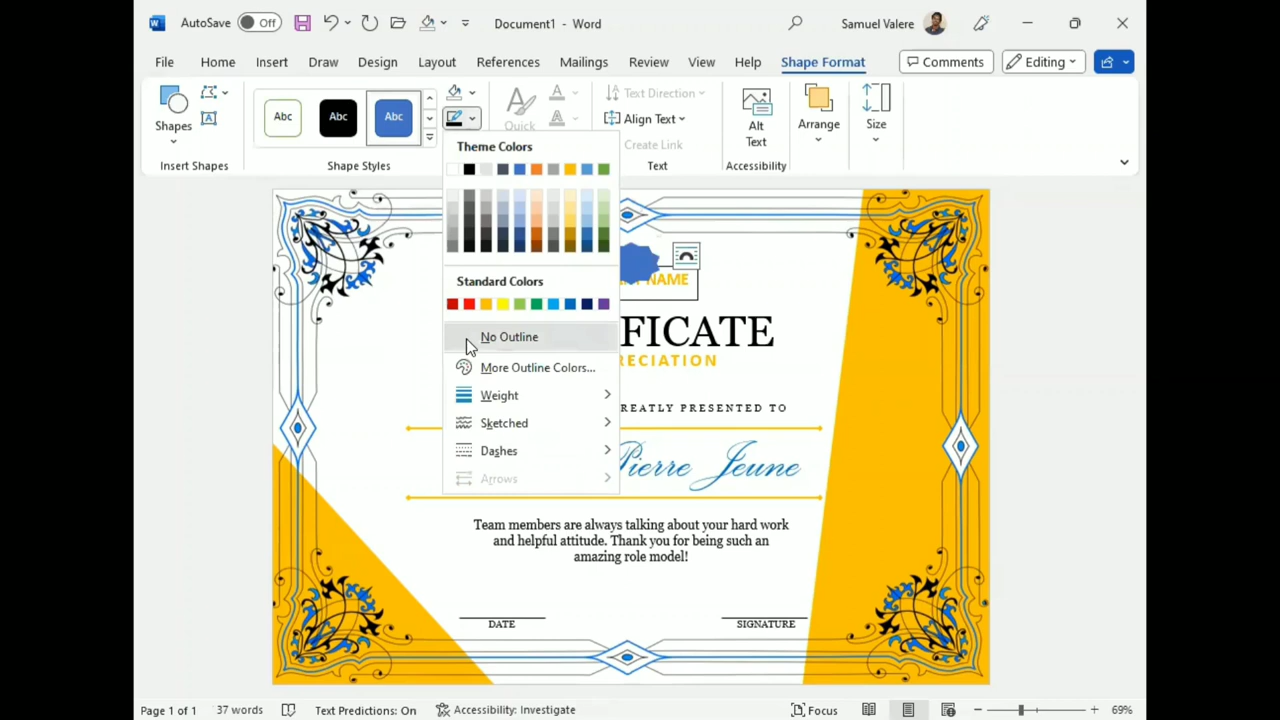 AutoSave Off Document1 - Word Samuel Valere
File Home Insert Draw Design Layout References Mailings Review View Help Shape Format Comments Editing
Shapes
Insert Shapes
Abc Abc Abc
Shape Styles
Quick
Text Direction
Align Text
Create Link
Text
Alt
Text
Accessibility
Arrange
Size
Theme Colors
Standard Colors
No Outline
More Outline Colors...
Weight
Sketched
Dashes
Arrows
NAME
FICATE
RECIATION
REATLY PRESENTED TO
Pierre Jeune
Team members are always talking about your hard work
and helpful attitude. Thank you for being such an
amazing role model!
DATE SIGNATURE
Page 1 of 1 37 words Text Predictions: On Accessibility: Investigate Focus 69%